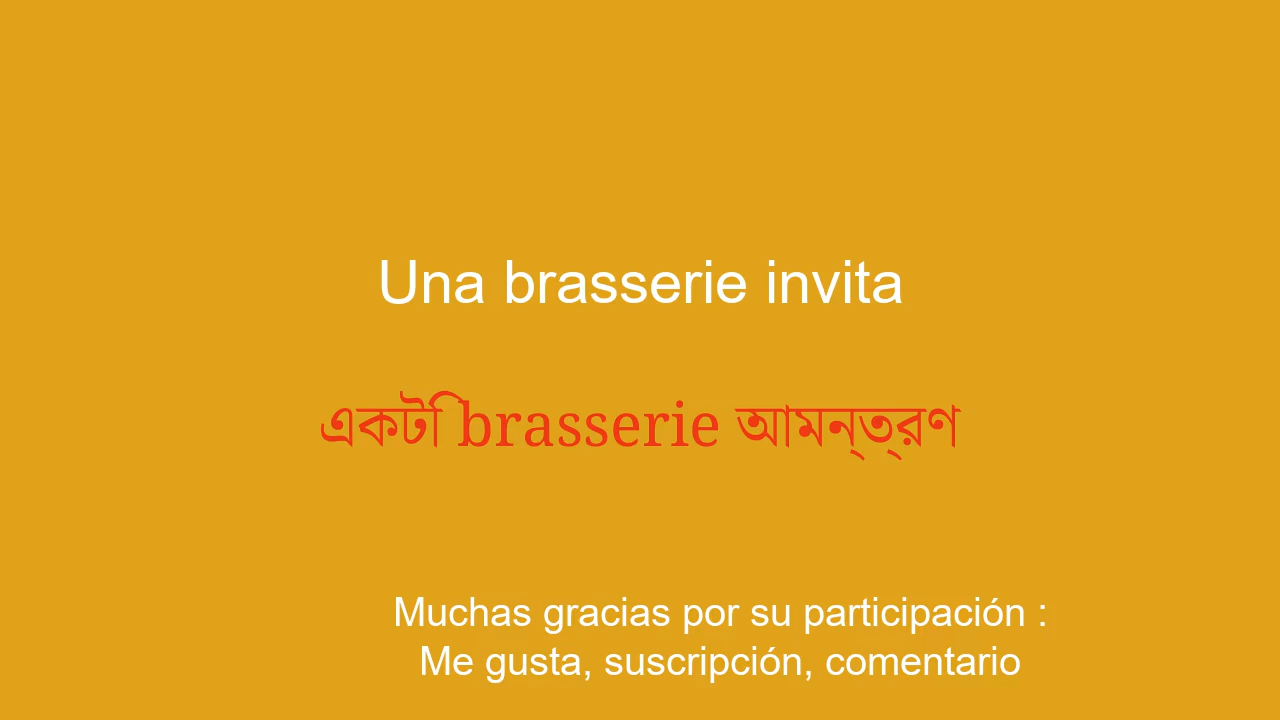 Una brasserie invita
একটি brasserie আমন্ত্রণ
Muchas gracias por su participación :
Me gusta, suscripción, comentario